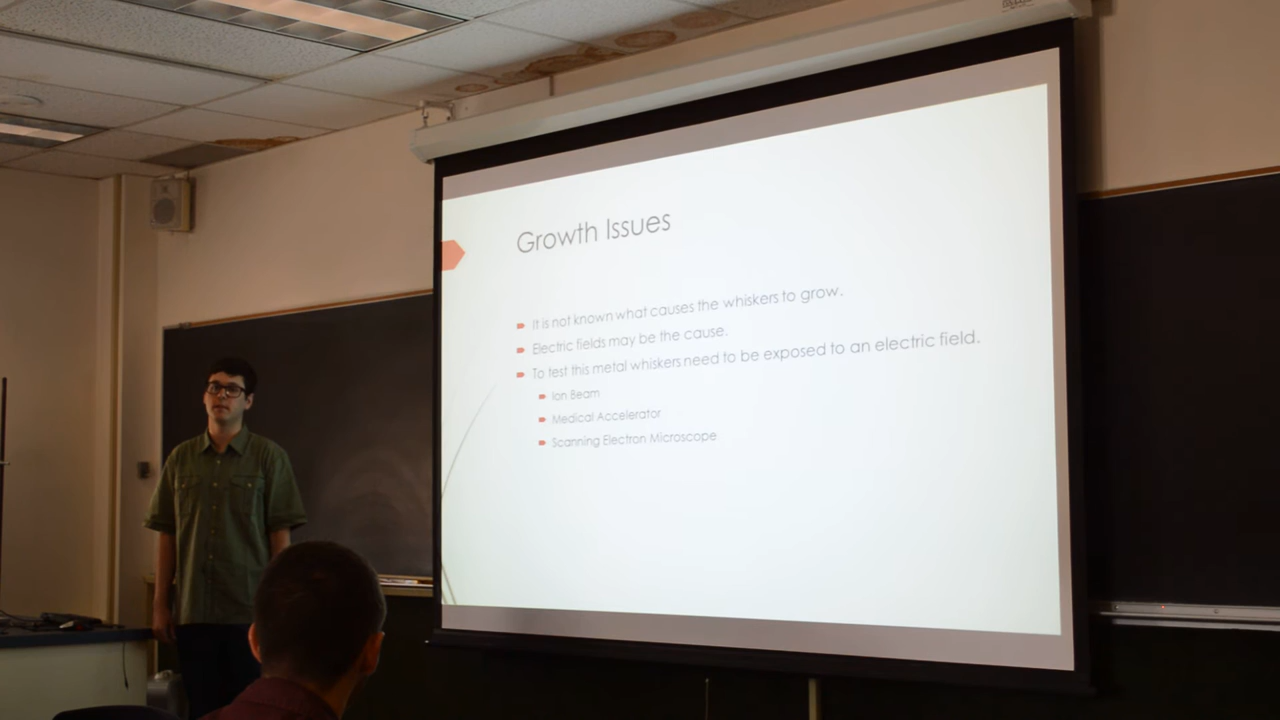 Growth Issues
It is not known what causes the whiskers to grow.
Electric fields may be the cause.
To test this metal whiskers need to be exposed to an electric field.
Ion Beam
Medical Accelerator
Scanning Electron Microscope